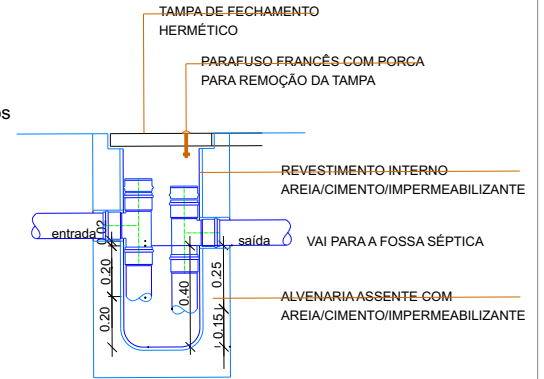 TAMPA DE FECHAMENTO
HERMÉTICO
PARAFUSO FRANCÊS COM PORCA
PARA REMOÇÃO DA TAMPA
os
REVESTIMENTO INTERNO
AREIA/CIMENTO/IMPERMEABILIZANTE
entrada
0.02
saída
VAI PARA A FOSSA SÉPTICA
0.20
0.40
0.25
ALVENARIA ASSENTE COM
AREIA/CIMENTO/IMPERMEABILIZANTE
0.20
0.15